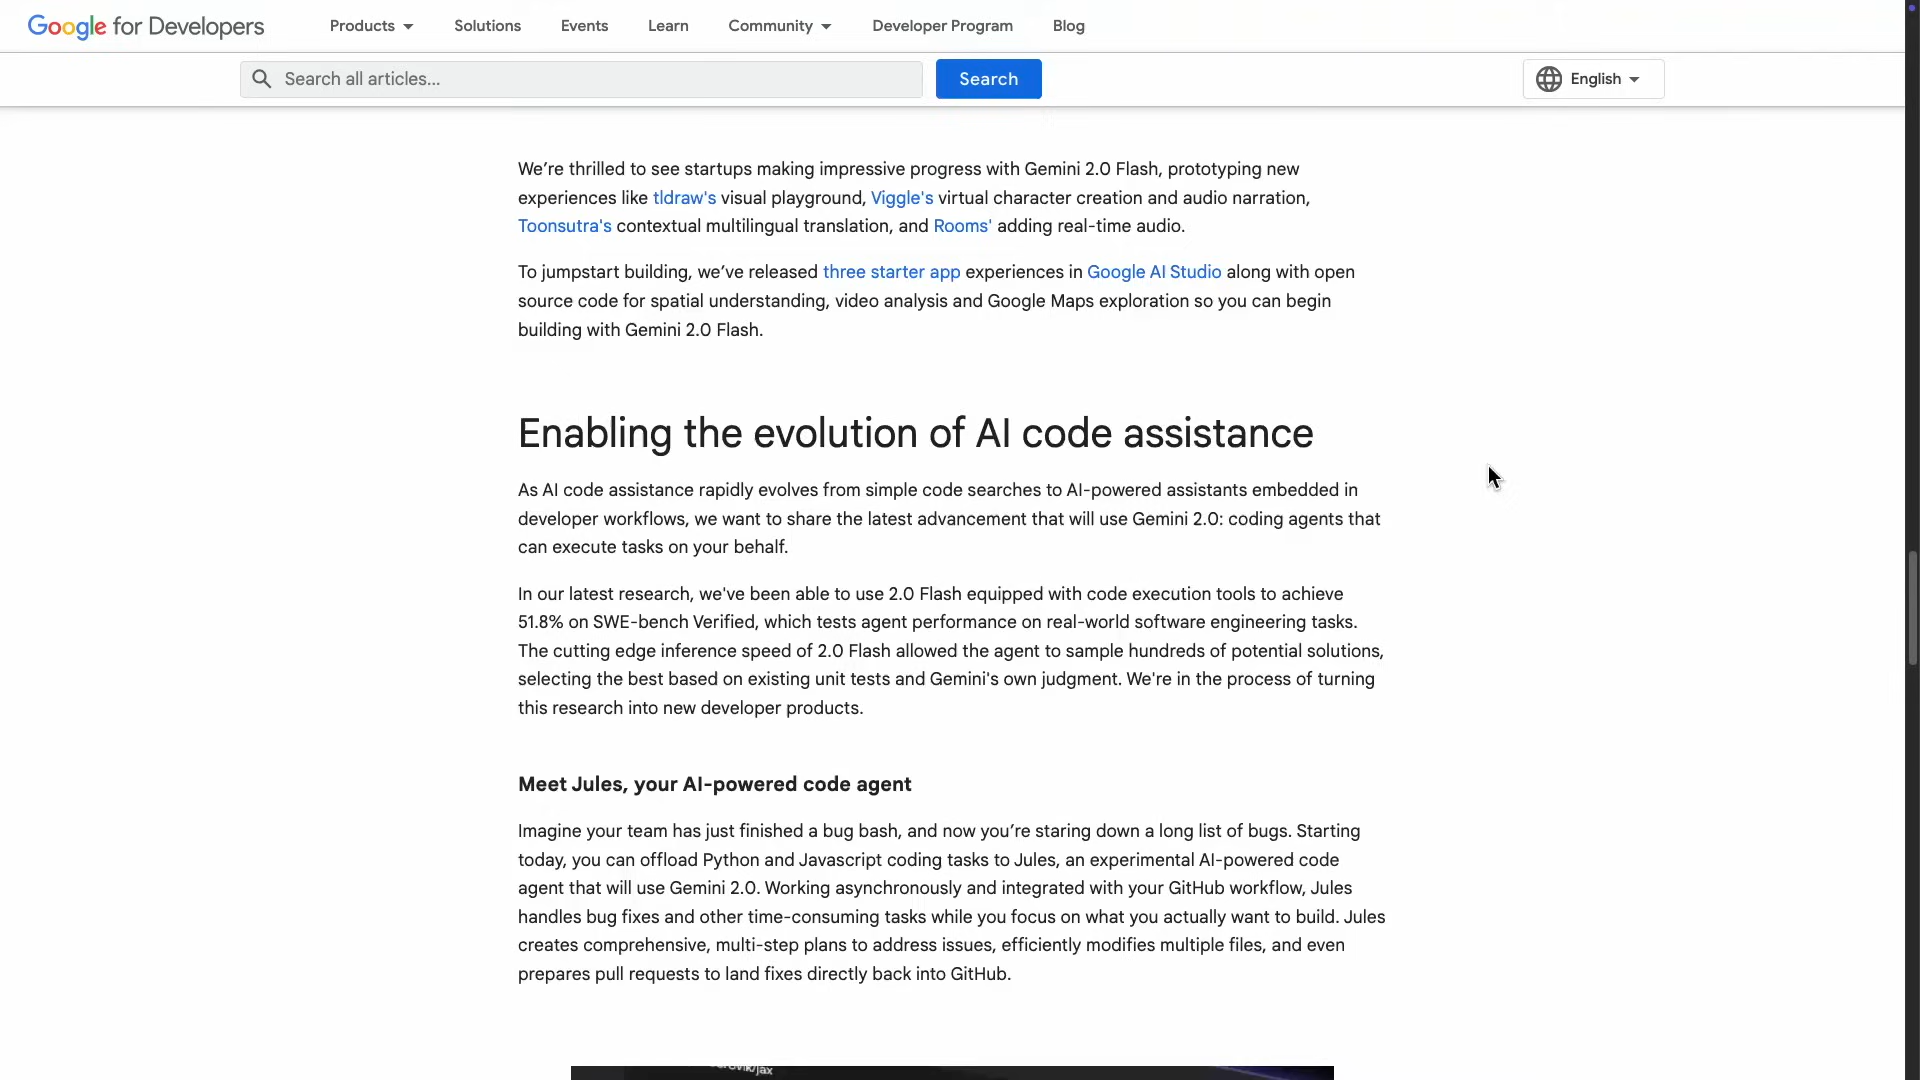 Google for Developers
Products
Solutions
Events
Learn
Community
Developer Program
Blog
Search all articles...
Search
English
We’re thrilled to see startups making impressive progress with Gemini 2.0 Flash, prototyping new
experiences like tldraw's visual playground, Viggle's virtual character creation and audio narration,
Toonsutra's contextual multilingual translation, and Rooms' adding real-time audio.
To jumpstart building, we’ve released three starter app experiences in Google AI Studio along with open
source code for spatial understanding, video analysis and Google Maps exploration so you can begin
building with Gemini 2.0 Flash.
Enabling the evolution of AI code assistance
As AI code assistance rapidly evolves from simple code searches to AI-powered assistants embedded in
developer workflows, we want to share the latest advancement that will use Gemini 2.0: coding agents that
can execute tasks on your behalf.
In our latest research, we've been able to use 2.0 Flash equipped with code execution tools to achieve
51.8% on SWE-bench Verified, which tests agent performance on real-world software engineering tasks.
The cutting edge inference speed of 2.0 Flash allowed the agent to sample hundreds of potential solutions,
selecting the best based on existing unit tests and Gemini's own judgment. We're in the process of turning
this research into new developer products.
Meet Jules, your AI-powered code agent
Imagine your team has just finished a bug bash, and now you’re staring down a long list of bugs. Starting
today, you can offload Python and Javascript coding tasks to Jules, an experimental AI-powered code
agent that will use Gemini 2.0. Working asynchronously and integrated with your GitHub workflow, Jules
handles bug fixes and other time-consuming tasks while you focus on what you actually want to build. Jules
creates comprehensive, multi-step plans to address issues, efficiently modifies multiple files, and even
prepares pull requests to land fixes directly back into GitHub.